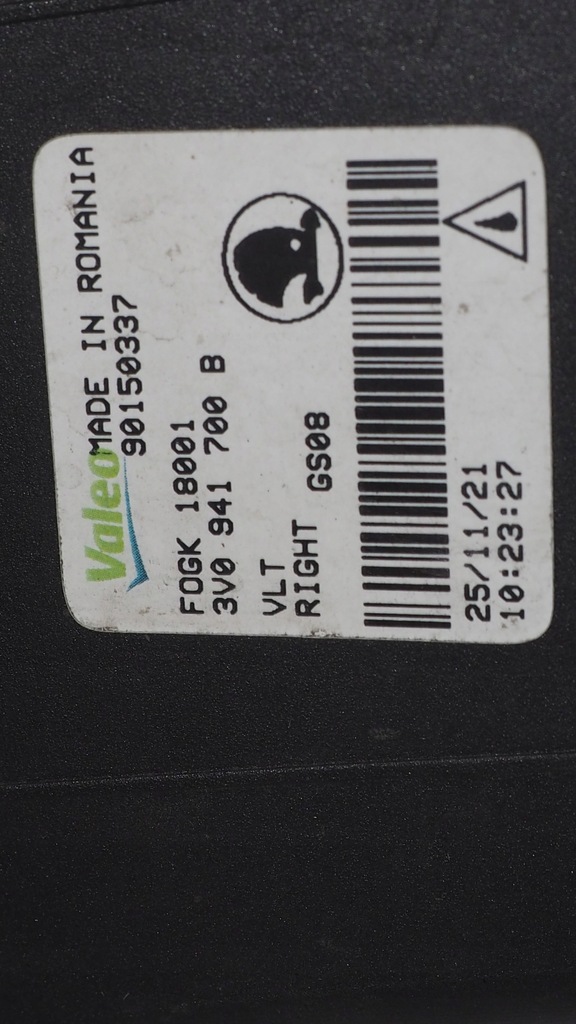 Valeo
MADE IN ROMANIA
90150337
FOGK 18001
3V0 941 700 B
VLT
RIGHT GS08
25/11/21
10:23:27